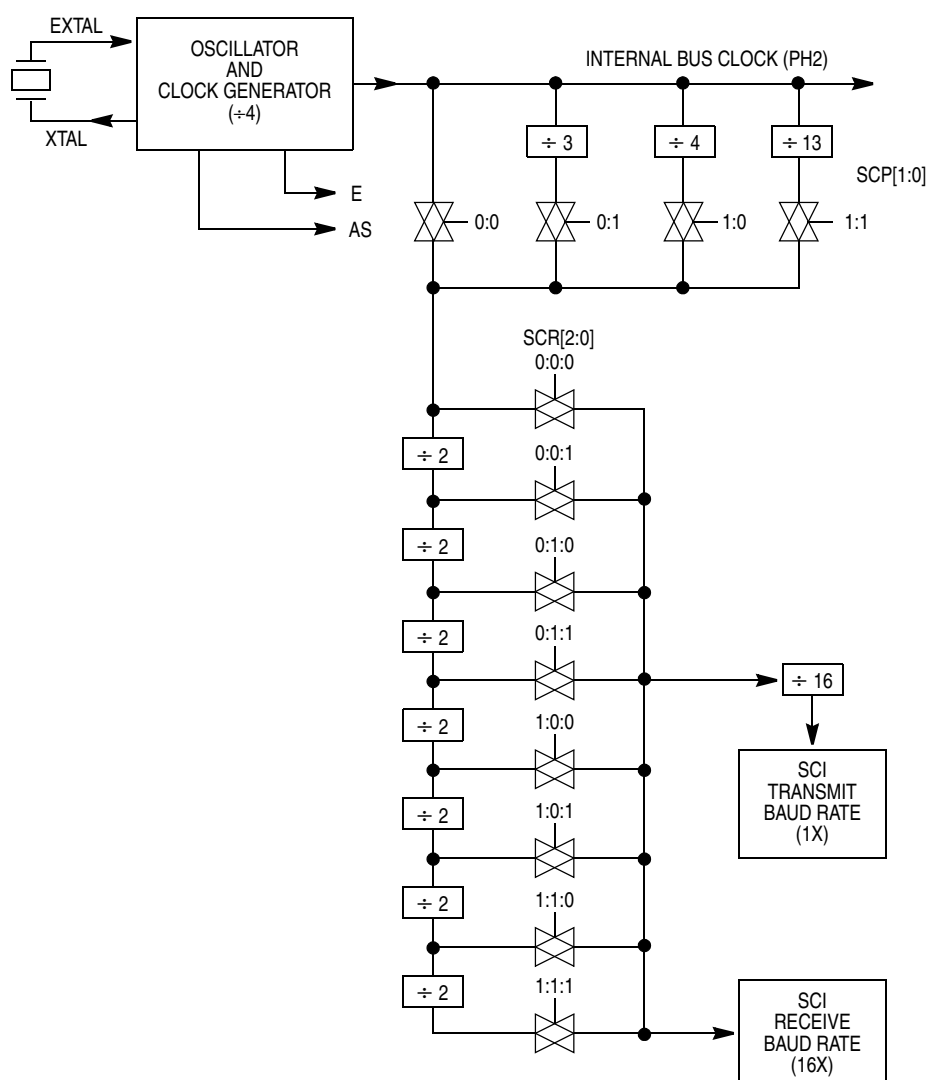 EXTAL
OSCILLATOR
AND
CLOCK GENERATOR
(÷4)
XTAL
E
AS
INTERNAL BUS CLOCK (PH2)
÷ 3
÷ 4
÷ 13
SCP[1:0]
0:0
0:1
1:0
1:1
SCR[2:0]
0:0:0
÷ 2
0:0:1
÷ 2
0:1:0
÷ 2
0:1:1
÷ 16
÷ 2
1:0:0
SCI
TRANSMIT
BAUD RATE
(1X)
÷ 2
1:0:1
÷ 2
1:1:0
÷ 2
1:1:1
SCI
RECEIVE
BAUD RATE
(16X)